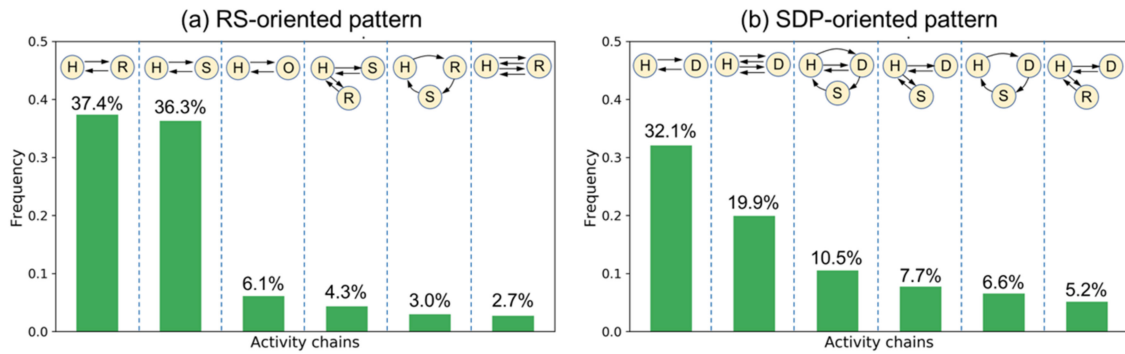 (a) RS-oriented pattern
0.5
0.4
0.3
0.2
0.1
0.0
Frequency
H R
H S
H O
H S R
H R S
H R
37.4%
36.3%
6.1%
4.3%
3.0%
2.7%
Activity chains
(b) SDP-oriented pattern
0.5
0.4
0.3
0.2
0.1
0.0
Frequency
H D
H D
H D S
H D S
H D S
H D R
32.1%
19.9%
10.5%
7.7%
6.6%
5.2%
Activity chains